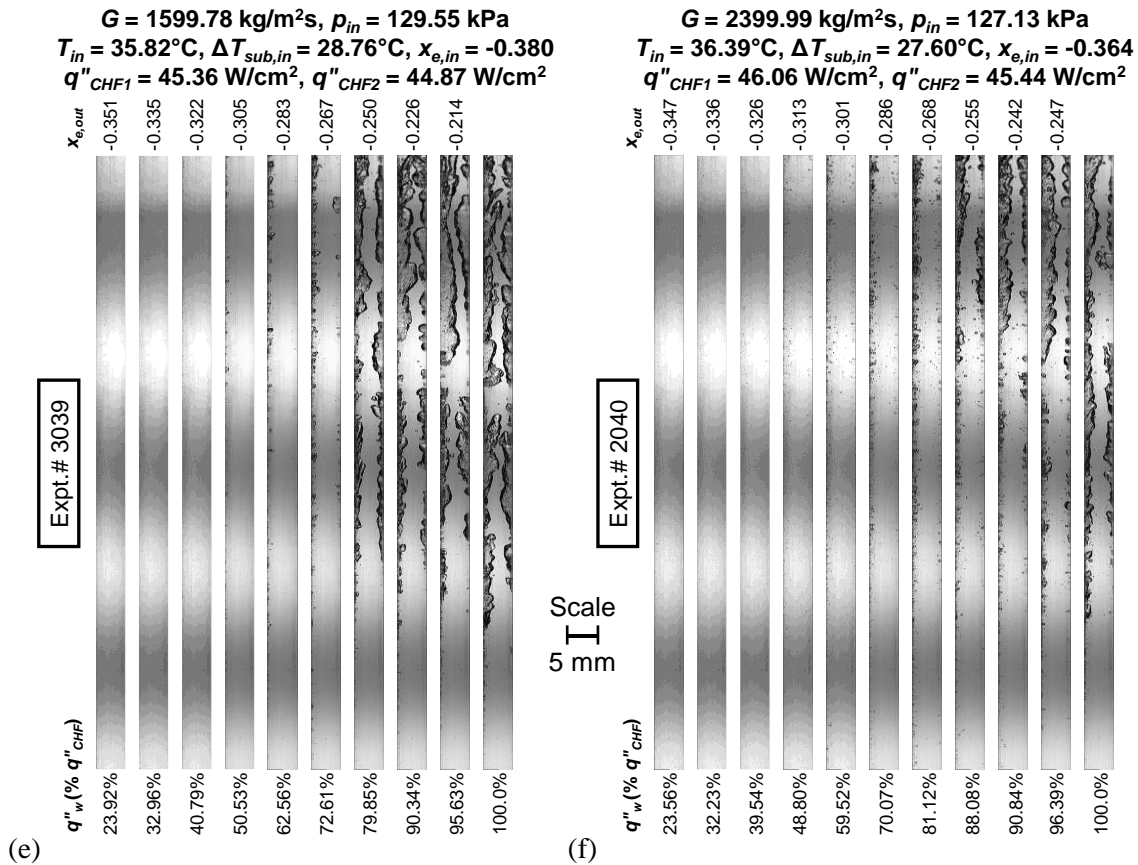 G = 1599.78 kg/m²s, p_in = 129.55 kPa
T_in = 35.82°C, ΔT_sub,in = 28.76°C, x_e,in = -0.380
q"_CHF1 = 45.36 W/cm², q"_CHF2 = 44.87 W/cm²
x_e,out
-0.351
-0.335
-0.322
-0.305
-0.283
-0.267
-0.250
-0.226
-0.214
Expt.# 3039
q"_w (% q"_CHF)
23.92%
32.96%
40.79%
50.53%
62.56%
72.61%
79.85%
90.34%
95.63%
100.0%
(e)
Scale
5 mm
G = 2399.99 kg/m²s, p_in = 127.13 kPa
T_in = 36.39°C, ΔT_sub,in = 27.60°C, x_e,in = -0.364
q"_CHF1 = 46.06 W/cm², q"_CHF2 = 45.44 W/cm²
x_e,out
-0.347
-0.336
-0.326
-0.313
-0.301
-0.286
-0.268
-0.255
-0.242
-0.247
Expt.# 2040
q"_w (% q"_CHF)
23.56%
32.23%
39.54%
48.80%
59.52%
70.07%
81.12%
88.08%
90.84%
96.39%
100.0%
(f)